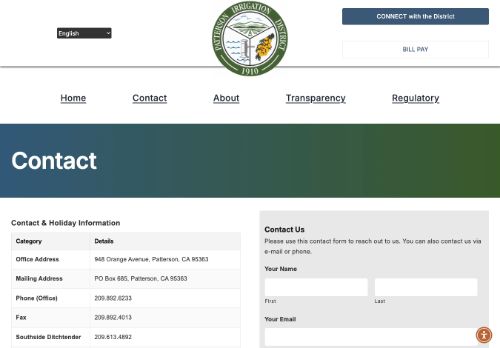 English
PATTERSON IRRIGATION DISTRICT
1910
CONNECT with the District
BILL PAY
Home
Contact
About
Transparency
Regulatory
Contact
Contact & Holiday Information
Category Details
Office Address 948 Orange Avenue, Patterson, CA 95363
Mailing Address PO Box 685, Patterson, CA 95363
Phone (Office) 209.892.6233
Fax 209.892.4013
Southside Ditchtender 209.613.4892
Contact Us
Please use this contact form to reach out to us. You can also contact us via
e-mail or phone.
Your Name
First
Last
Your Email